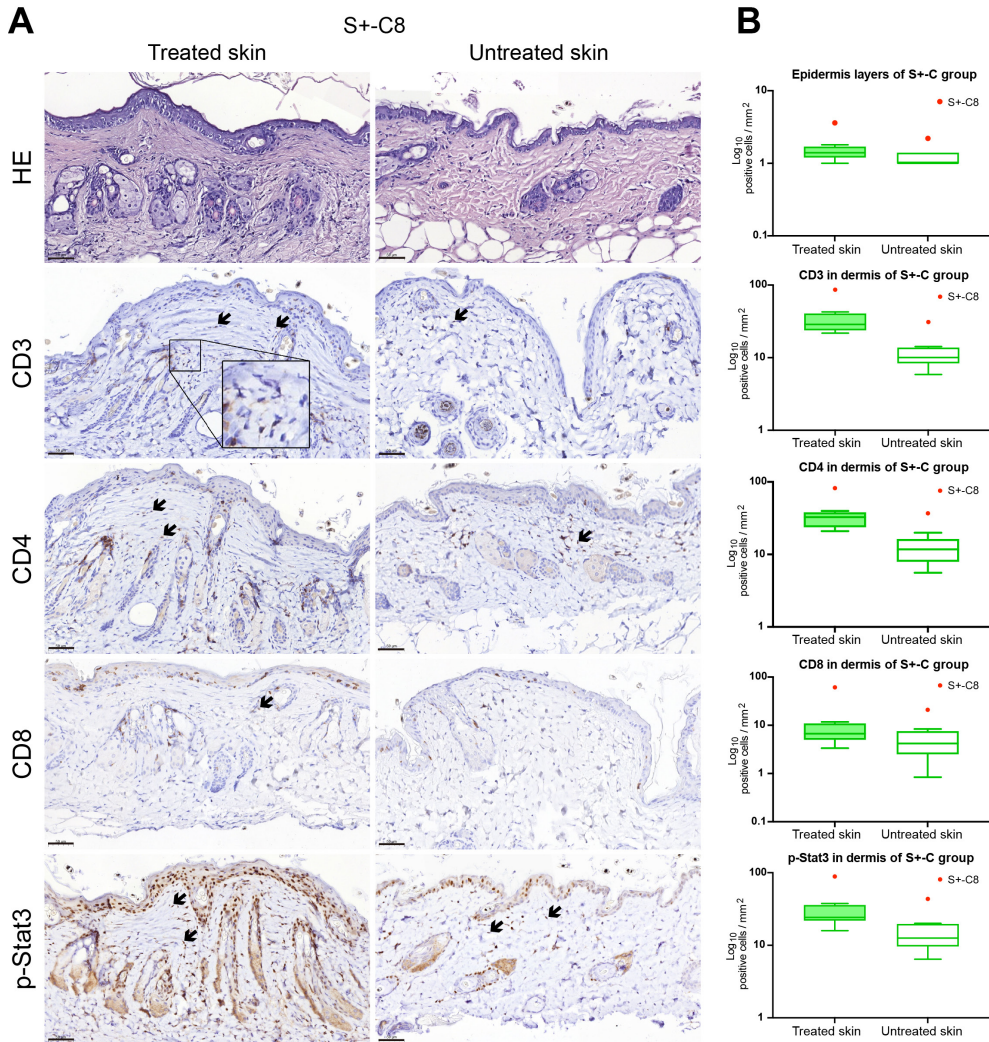 A
S+-C8
Treated skin
Untreated skin
HE
CD3
CD4
CD8
p-Stat3
B
Epidermis layers of S+-C group
S+-C8
Log10
positive cells / mm2
10
1
0.1
Treated skin
Untreated skin
CD3 in dermis of S+-C group
S+-C8
Log10
positive cells / mm2
100
10
1
Treated skin
Untreated skin
CD4 in dermis of S+-C group
S+-C8
Log10
positive cells / mm2
100
10
1
Treated skin
Untreated skin
CD8 in dermis of S+-C group
S+-C8
Log10
positive cells / mm2
100
10
1
0.1
Treated skin
Untreated skin
p-Stat3 in dermis of S+-C group
S+-C8
Log10
positive cells / mm2
100
10
1
Treated skin
Untreated skin